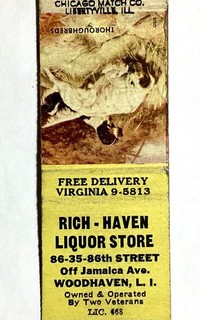 CHICAGO MATCH CO.
LIBERTYVILLE, ILL.
THOROUGHBREDS
FREE DELIVERY
VIRGINIA 9-5813
RICH - HAVEN
LIQUOR STORE
86-35-86th STREET
Off Jamaica Ave.
WOODHAVEN, L. I.
Owned & Operated
By Two Veterans
LIC. 668